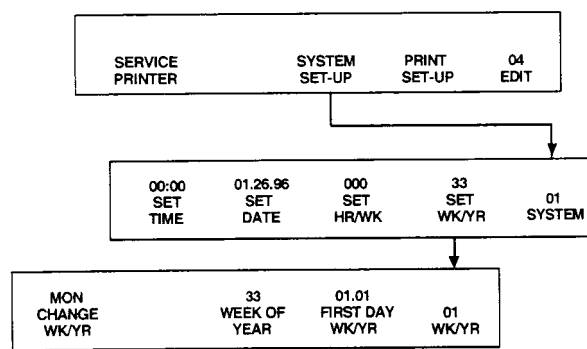 04
SERVICE SYSTEM PRINT
PRINTER SET-UP SET-UP EDIT
00:00 01.26.96 000 33
SET SET SET SET 01
TIME DATE HR/WK WK/YR SYSTEM
MON 33 01.01
CHANGE WEEK OF FIRST DAY 01
WK/YR YEAR WK/YR WK/YR